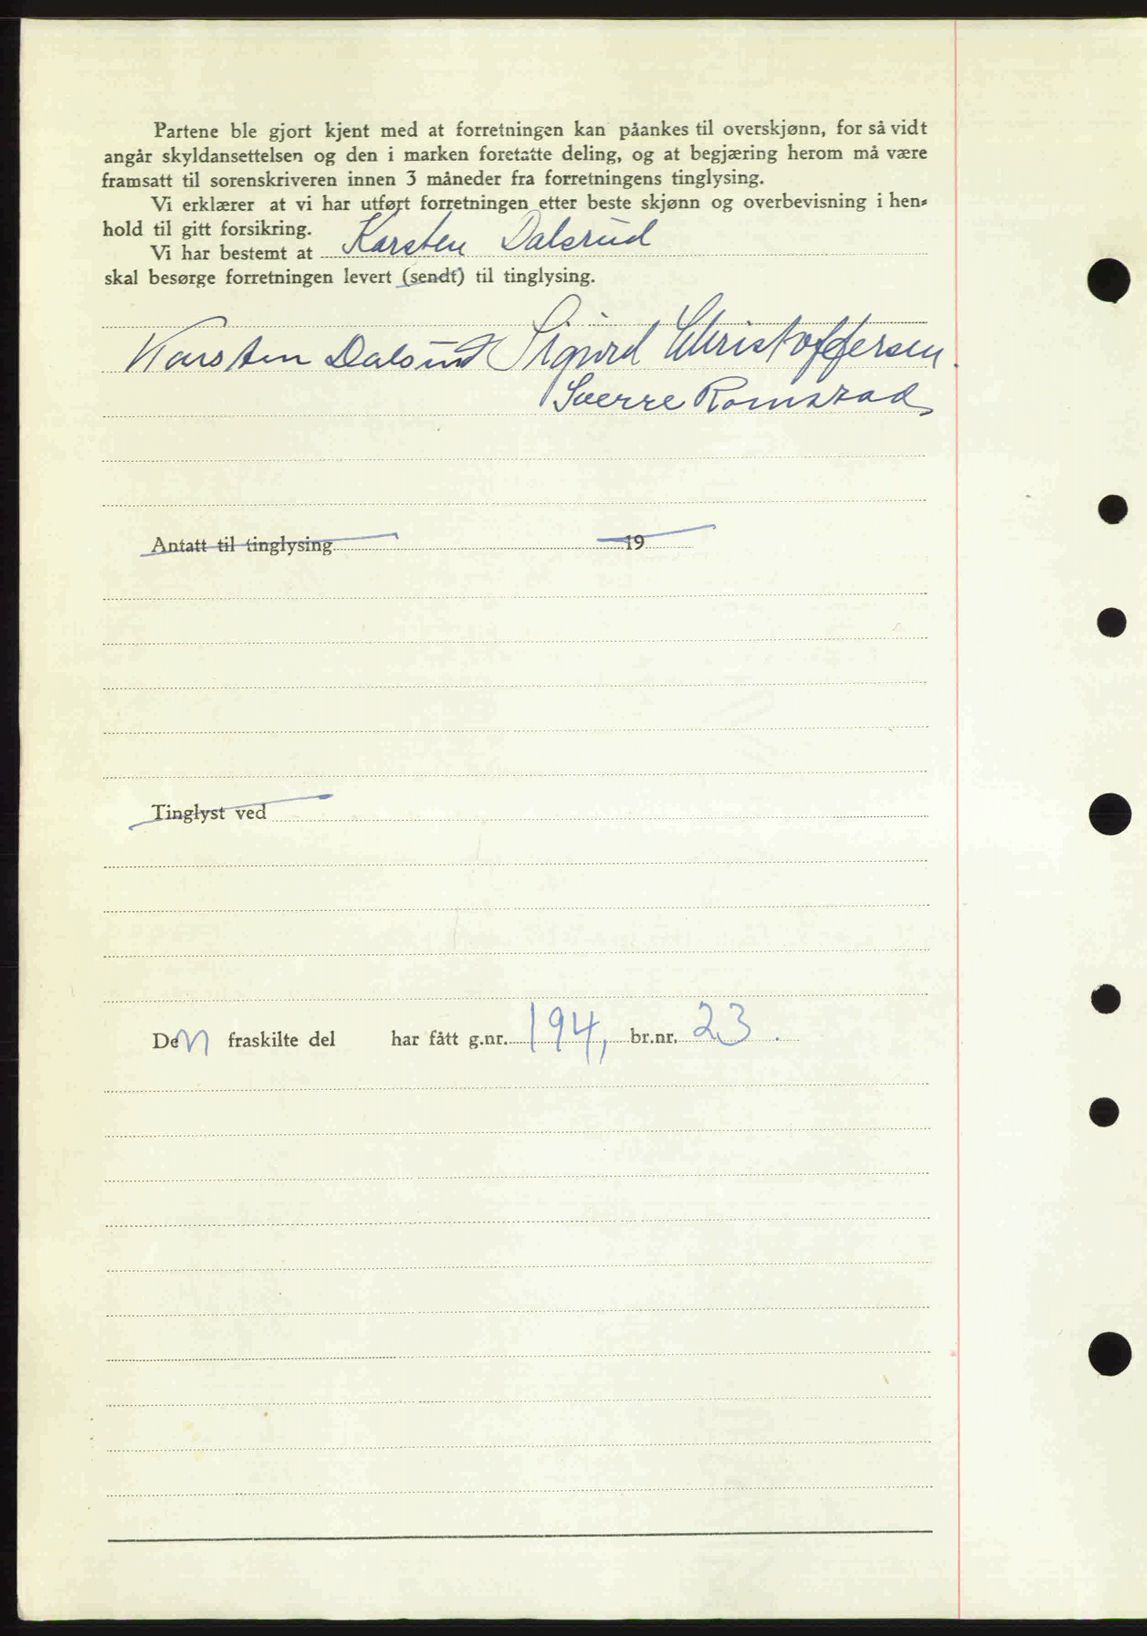 Partene ble gjort kjent med at forretningen kan påankes til overskjønn, for så vidt
angår skyldansettelsen og den i marken foretatte deling, og at begjæring herom må være
framsatt til sorenskriveren innen 3 måneder fra forretningens tinglysing.
Vi erklærer at vi har utført forretningen etter beste skjønn og overbevisning i hen-
hold til gitt forsikring.
Vi har bestemt at Karsten Dalsrud
skal besørge forretningen levert (sendt) til tinglysing.
Karsten Dalsrud Sigurd Christoffersen.
Sverre Romsaad
Antatt til tinglysing 19
Tinglyst ved
Den fraskilte del har fått g.nr. 194, br.nr. 23.